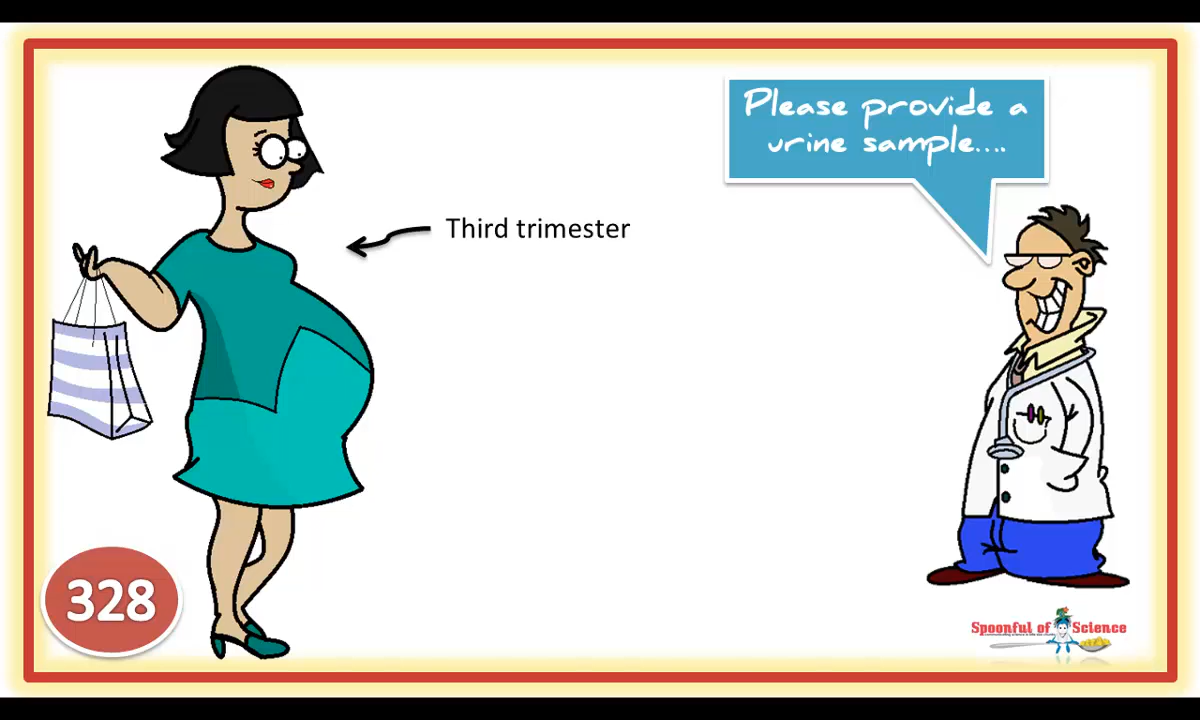 Please provide a
urine sample....
Third trimester
328
Spoonful of Science